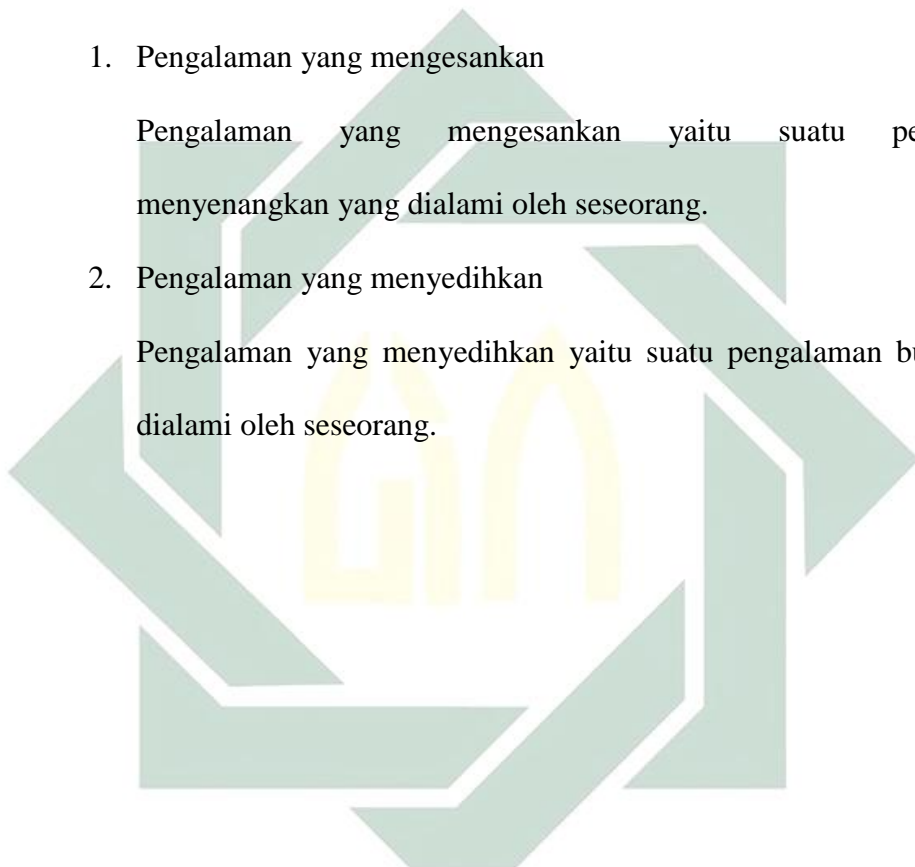 1. Pengalaman yang mengesankan
Pengalaman yang mengesankan yaitu suatu
menyenangkan yang dialami oleh seseorang.
2. Pengalaman yang menyedihkan
Pengalaman yang menyedihkan yaitu suatu pengalaman
dialami oleh seseorang.